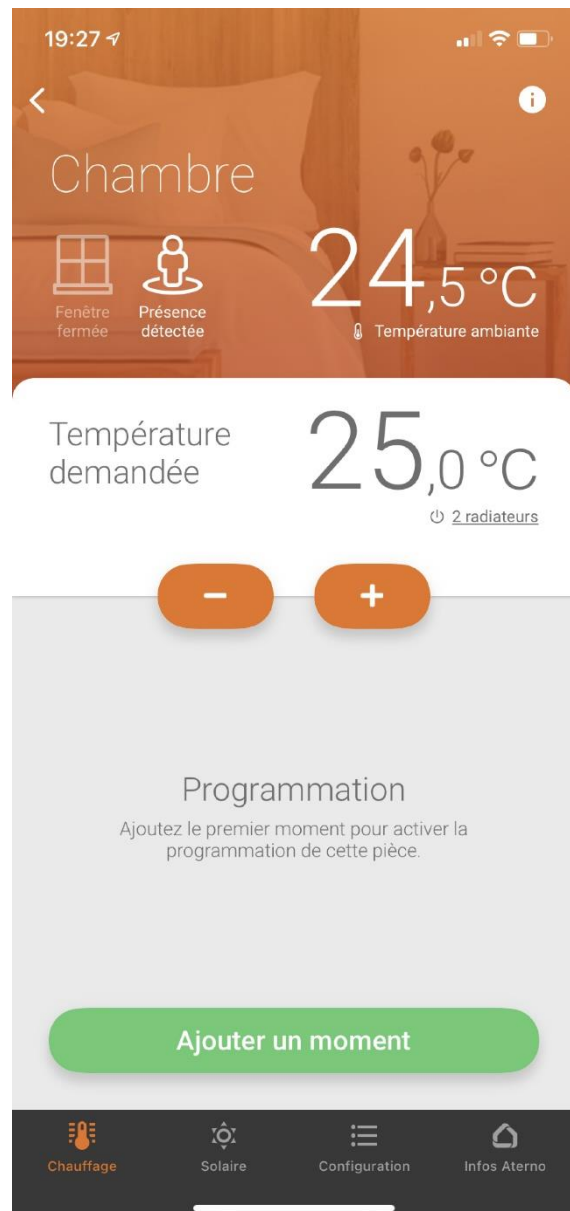 19:27
Chambre
24,5 °C
Fenêtre
fermée
Présence
détectée
Température ambiante
Température
demandée
25,0 °C
2 radiateurs
Programmation
Ajoutez le premier moment pour activer la
programmation de cette pièce.
Ajouter un moment
Chauffage
Solaire
Configuration
Infos Aterno